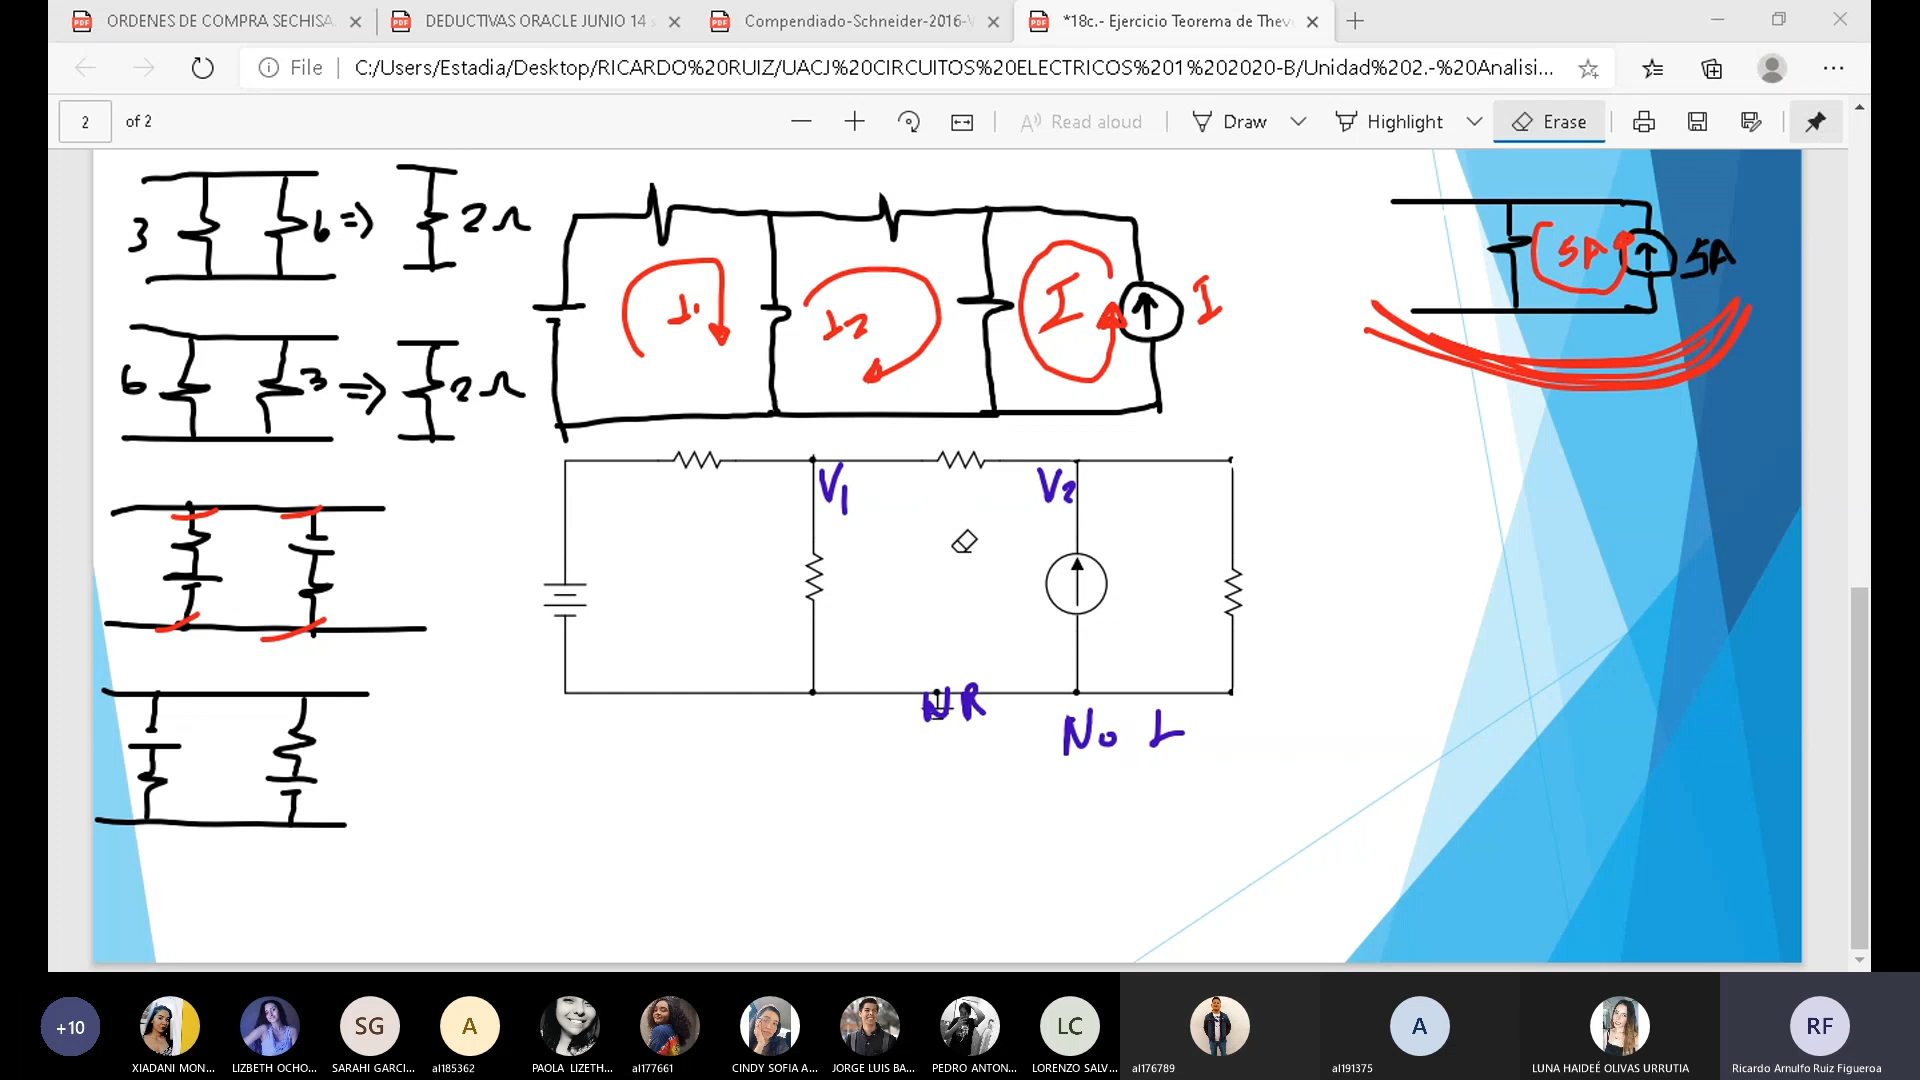 ORDENES DE COMPRA SECHISA
DEDUCTIVAS ORACLE JUNIO 14
Compendiado-Schneider-2016-V
*18c.- Ejercicio Teorema de Theve
File
C:/Users/Estadia/Desktop/RICARDO%20RUIZ/UACJ%20CIRCUITOS%20ELECTRICOS%201%202020-B/Unidad%202.-%20Analisi...
2 of 2
Read aloud
Draw
Highlight
Erase
3 6 => 2Ω
6 3 => 2Ω
I1
I2
I
I
5A
5A
V1
V2
NR
No L
+10
XIADANI MON...
LIZBETH OCHO...
SG
SARAHI GARCI...
A
al185362
PAOLA LIZETH...
al177661
CINDY SOFIA A...
JORGE LUIS BA...
PEDRO ANTON...
LC
LORENZO SALV...
al176789
A
al191375
LUNA HAIDEÉ OLIVAS URRUTIA
RF
Ricardo Arnulfo Ruiz Figueroa